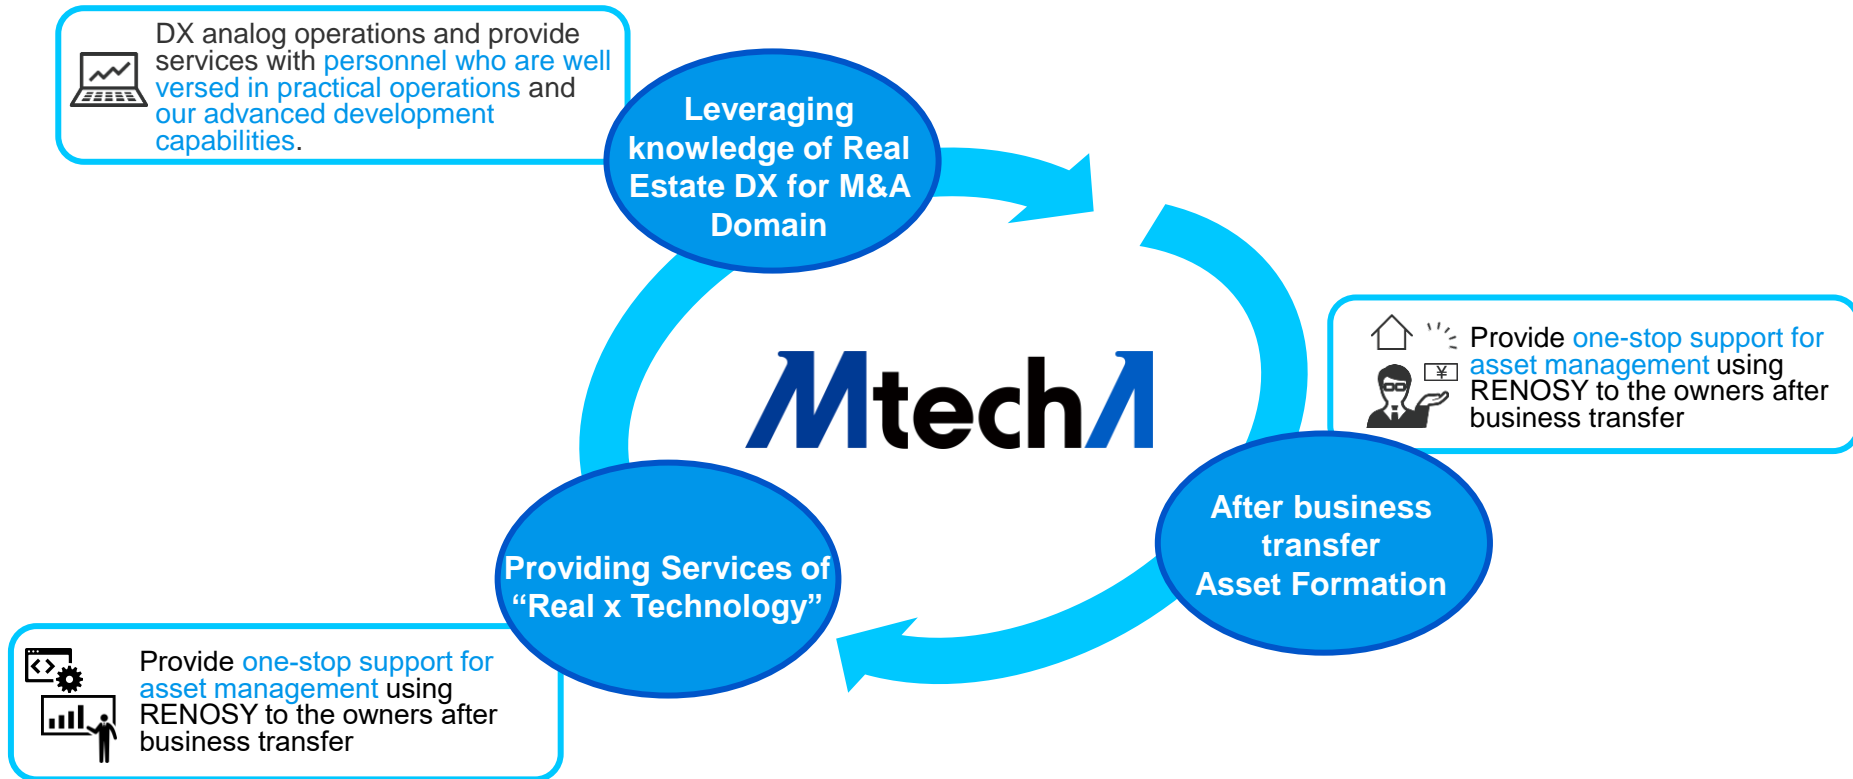 DX analog operations and provide
services with personnel who are well
versed in practical operations and
our advanced development
capabilities.
Leveraging
knowledge of Real
Estate DX for M&A
Domain
MtechA
¥
Provide one-stop support for
asset management using
RENOSY to the owners after
business transfer
After business
transfer
Asset Formation
Providing Services of
“Real x Technology”
Provide one-stop support for
asset management using
RENOSY to the owners after
business transfer